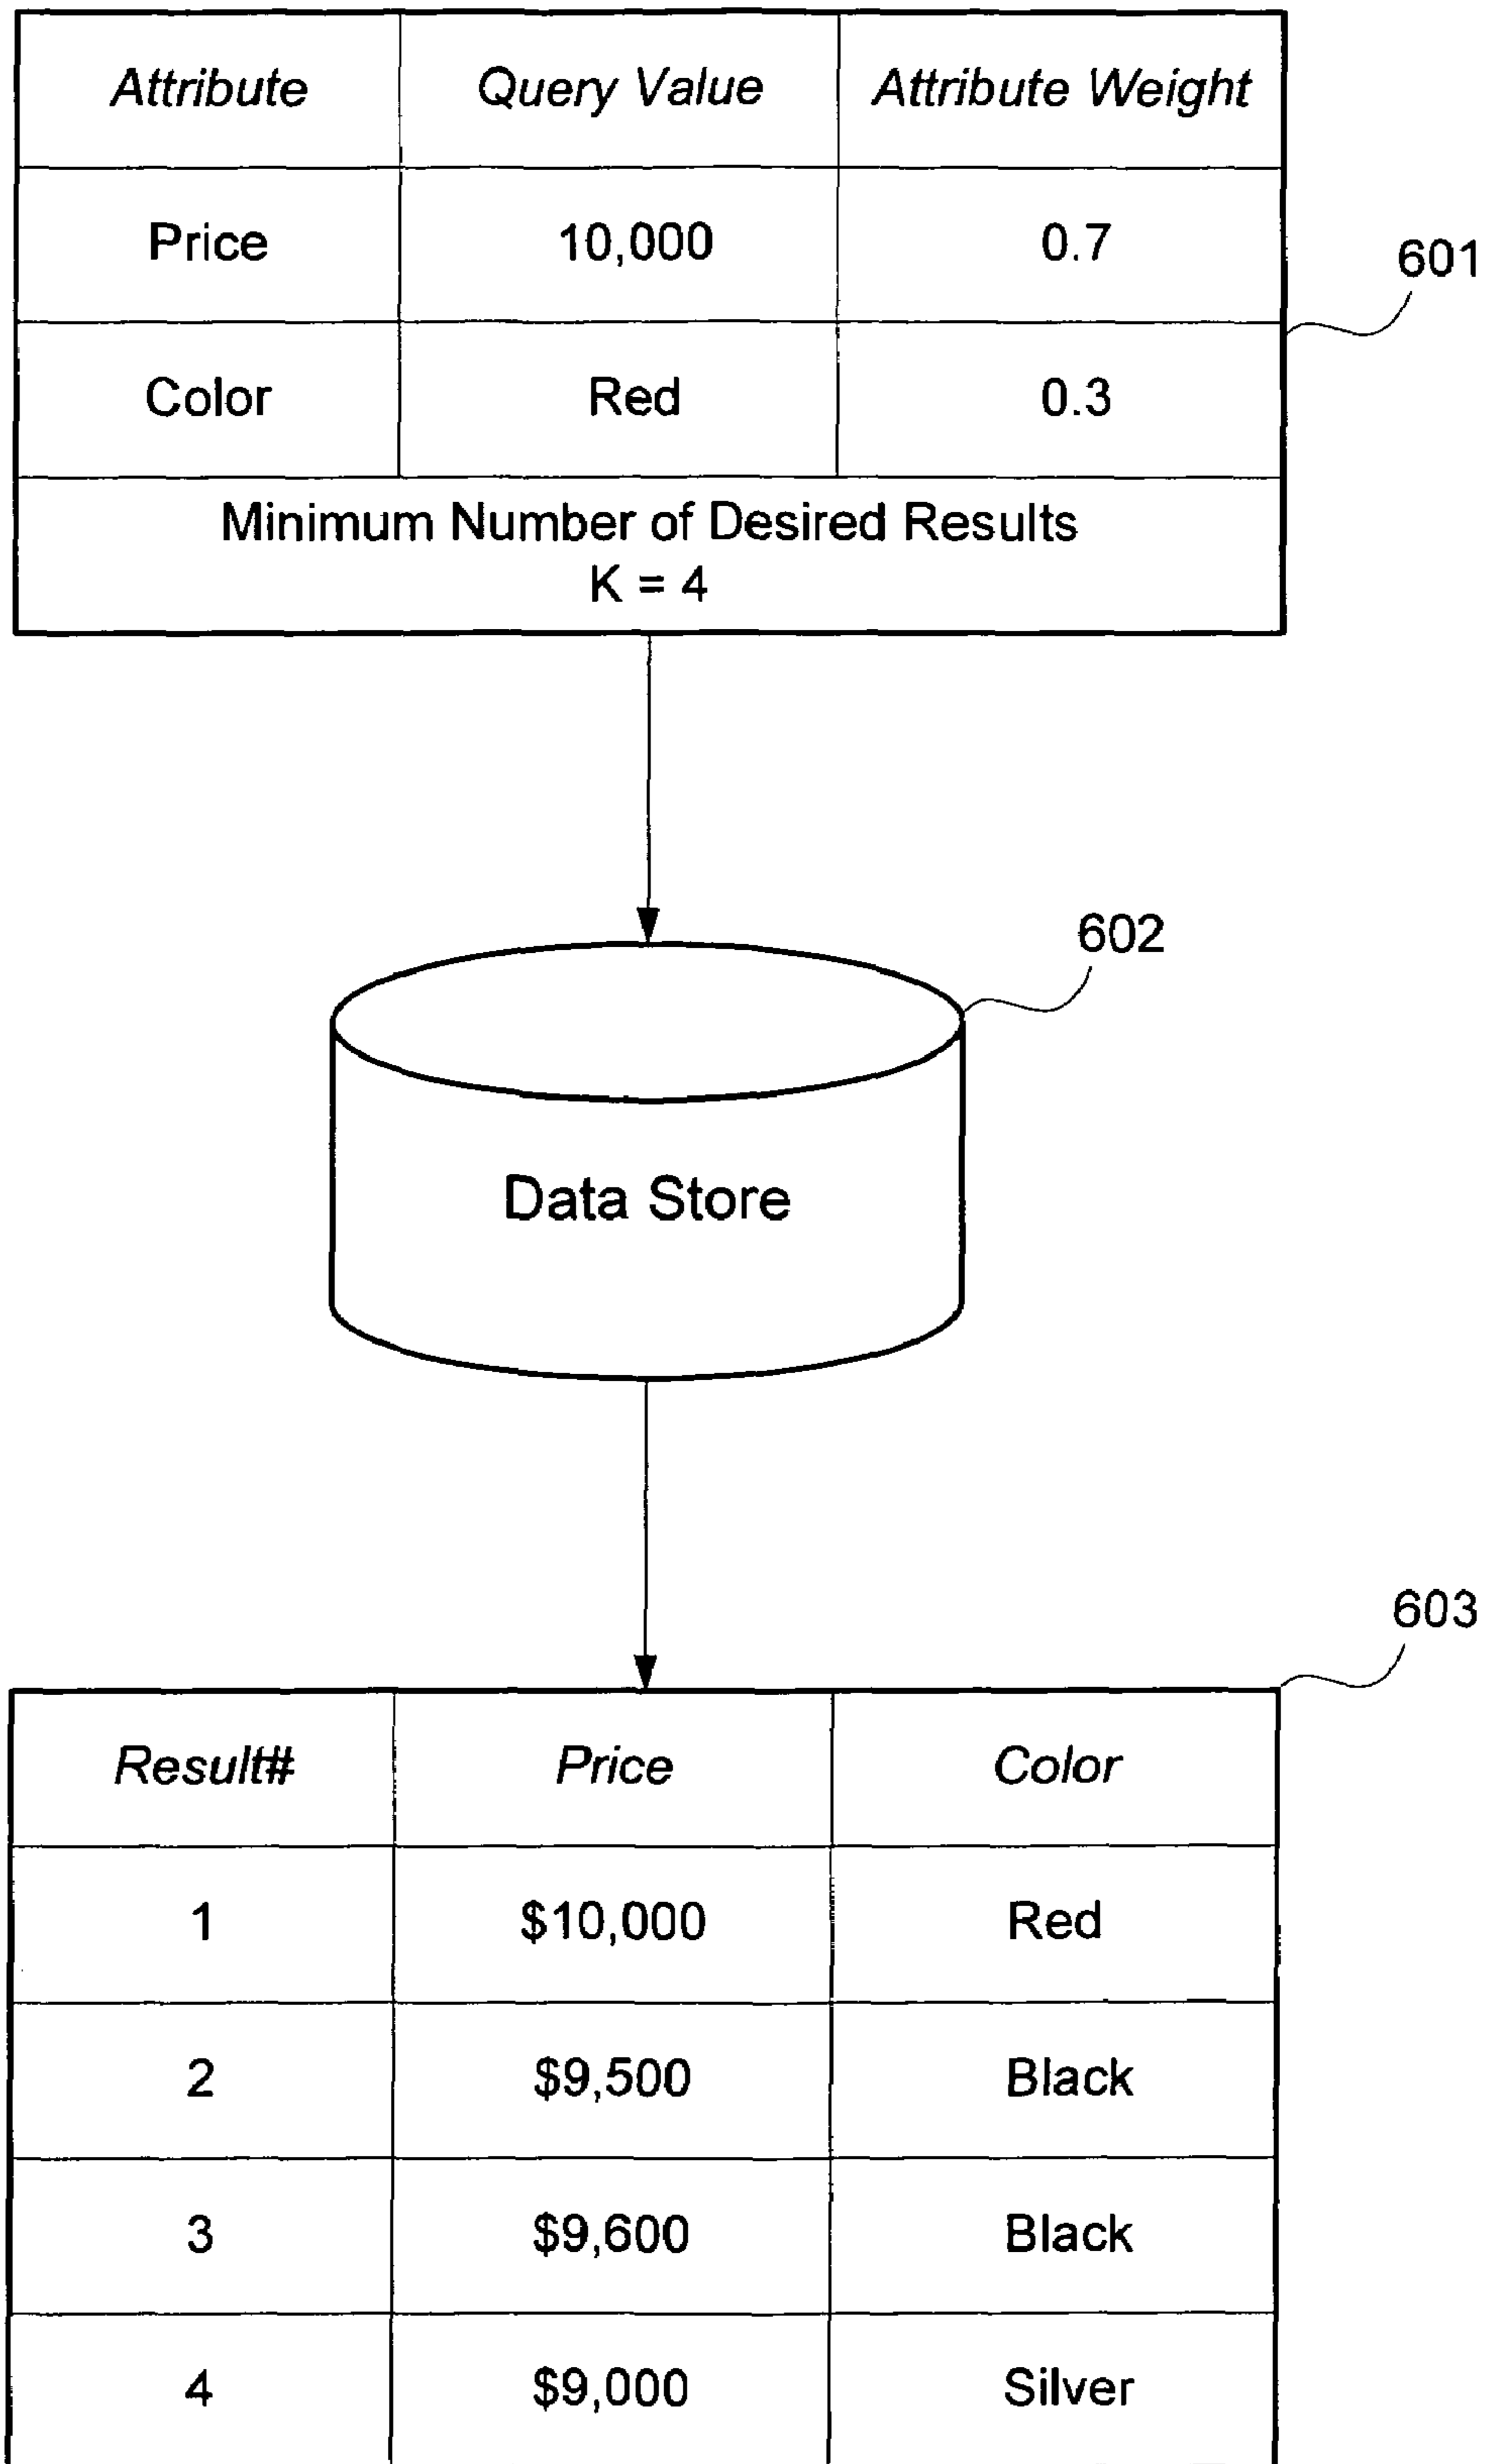 Attribute Query Value Attribute Weight
Price 10,000 0.7
601
Color Red 0.3
Minimum Number of Desired Results
K = 4
602
Data Store
603
Result# Price Color
1 $10,000 Red
2 $9,500 Black
3 $9,600 Black
4 $9,000 Silver